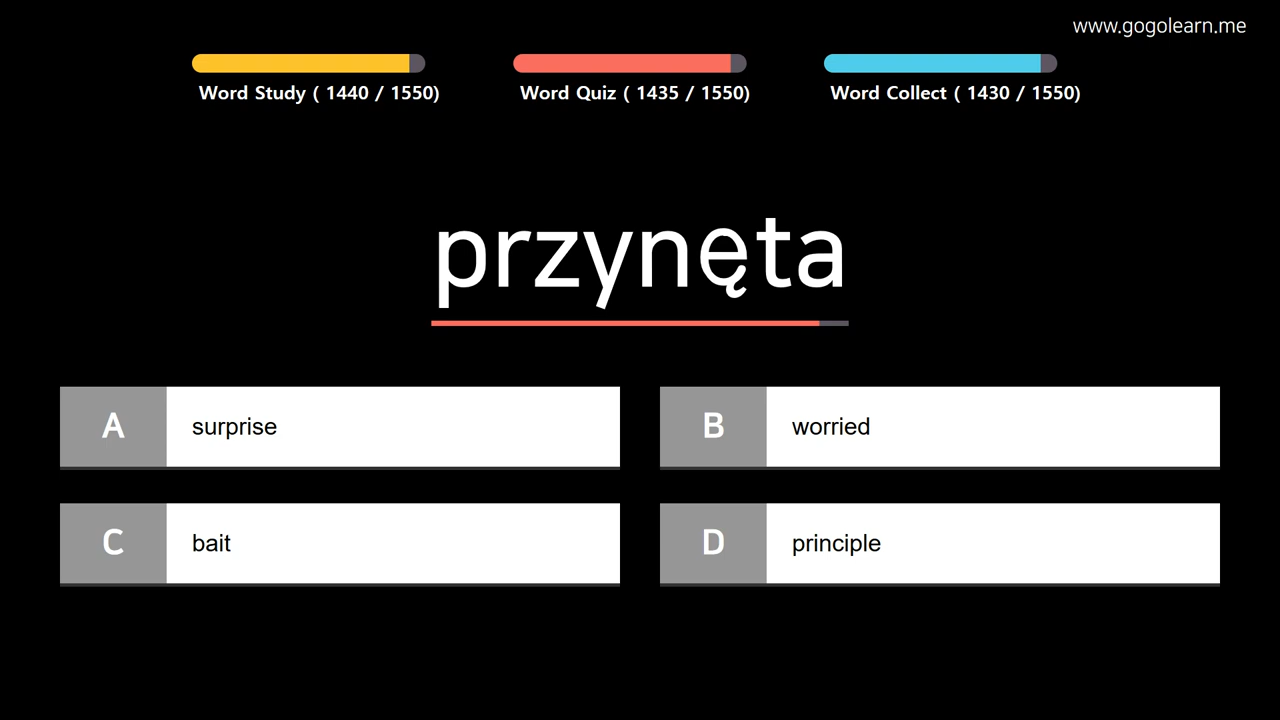 www.gogolearn.me
Word Study ( 1440 / 1550)
Word Quiz ( 1435 / 1550)
Word Collect ( 1430 / 1550)
przynęta
A surprise
B worried
C bait
D principle